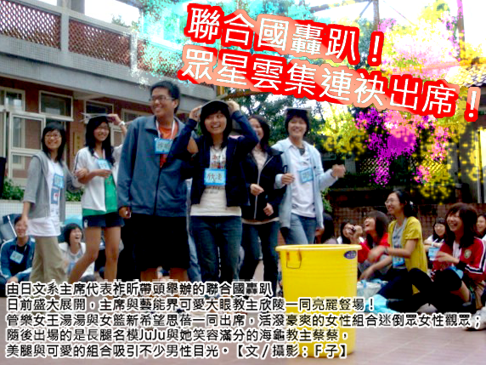 聯合國轟趴！
眾星雲集連袂出席！
由日文系主席代表祚昕帶頭舉辦的聯合國轟趴
日前盛大展開，主席與藝能界可愛大眼教主欣陵一同亮麗登場！
管樂女王湯湯與女籃新希望思蓓一同出席，活潑豪爽的女性組合迷倒眾女性觀眾；
隨後出場的是長腿名模JuJu與她笑容滿分的海龜教主蔡蔡，
美腿與可愛的組合吸引不少男性目光。【文／攝影：F子】